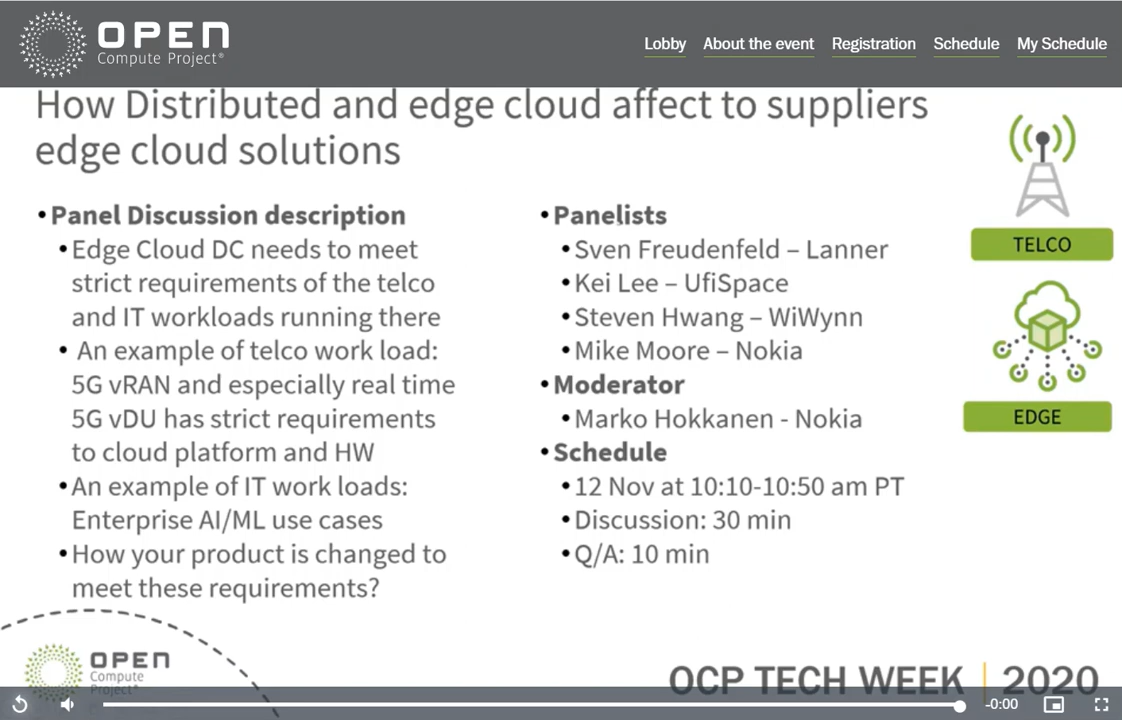 OPEN
Compute Project®
Lobby
About the event
Registration
Schedule
My Schedule
How Distributed and edge cloud affect to suppliers
edge cloud solutions
• Panel Discussion description
• Edge Cloud DC needs to meet
strict requirements of the telco
and IT workloads running there
• An example of telco work load:
5G vRAN and especially real time
5G vDU has strict requirements
to cloud platform and HW
• An example of IT work loads:
Enterprise AI/ML use cases
• How your product is changed to
meet these requirements?
• Panelists
• Sven Freudenfeld – Lanner
• Kei Lee – UfiSpace
• Steven Hwang – WiWynn
• Mike Moore – Nokia
• Moderator
• Marko Hokkanen - Nokia
• Schedule
• 12 Nov at 10:10-10:50 am PT
• Discussion: 30 min
• Q/A: 10 min
TELCO
EDGE
OPEN
Compute
Project®
OCP TECH WEEK | 2020
-0:00